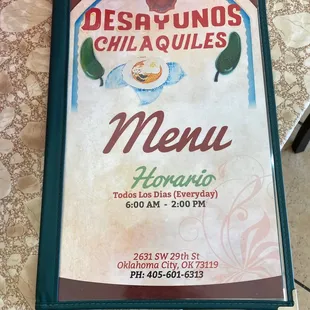 DESAYUNOS
CHILAQUILES
Menu
Horario
Todos Los Dias (Everyday)
6:00 AM - 2:00 PM
2631 SW 29th St
Oklahoma City, OK 73119
PH: 405-601-6313